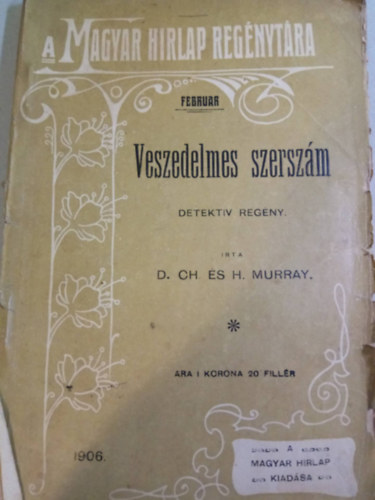 A MAGYAR HIRLAP REGÉNYTÁRA
FEBRUÁR
Veszedelmes szerszám
DETEKTIV REGÉNY.
IRTA
D. CH. ÉS H. MURRAY.
ÁRA 1 KORONA 20 FILLÉR
1906.
A
MAGYAR HIRLAP
KIADÁSA